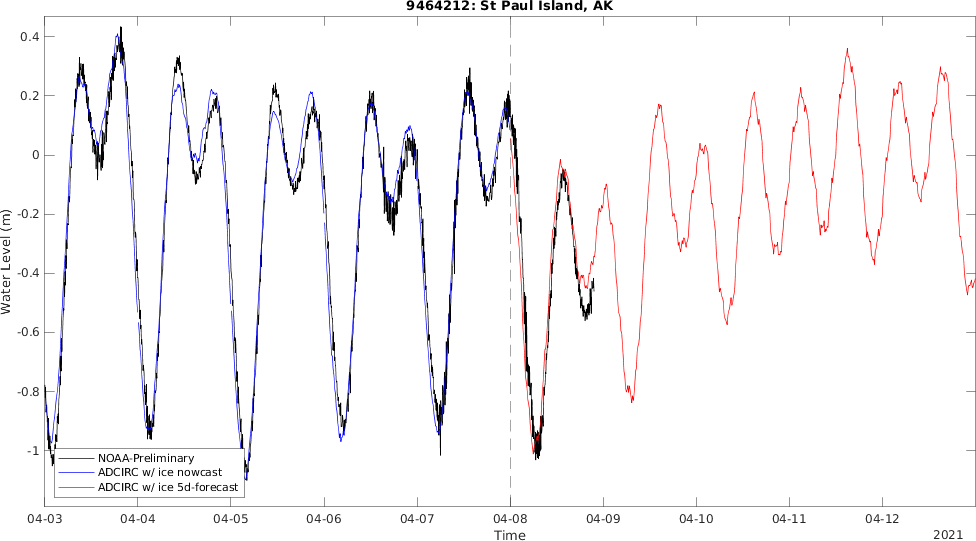 9464212: St Paul Island, AK
0.4
0.2
0
-0.2
-0.4
-0.6
-0.8
-1
Water Level (m)
NOAA-Preliminary
ADCIRC w/ ice nowcast
ADCIRC w/ ice 5d-forecast
04-03 04-04 04-05 04-06 04-07 04-08 04-09 04-10 04-11 04-12
2021
Time